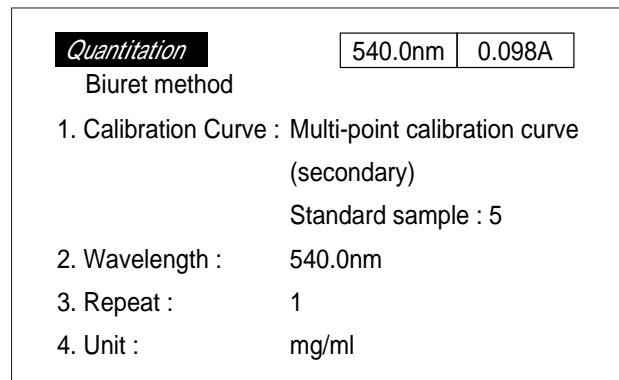 Quantitation 540.0nm 0.098A
Biuret method
1. Calibration Curve : Multi-point calibration curve
(secondary)
Standard sample : 5
2. Wavelength : 540.0nm
3. Repeat : 1
4. Unit : mg/ml